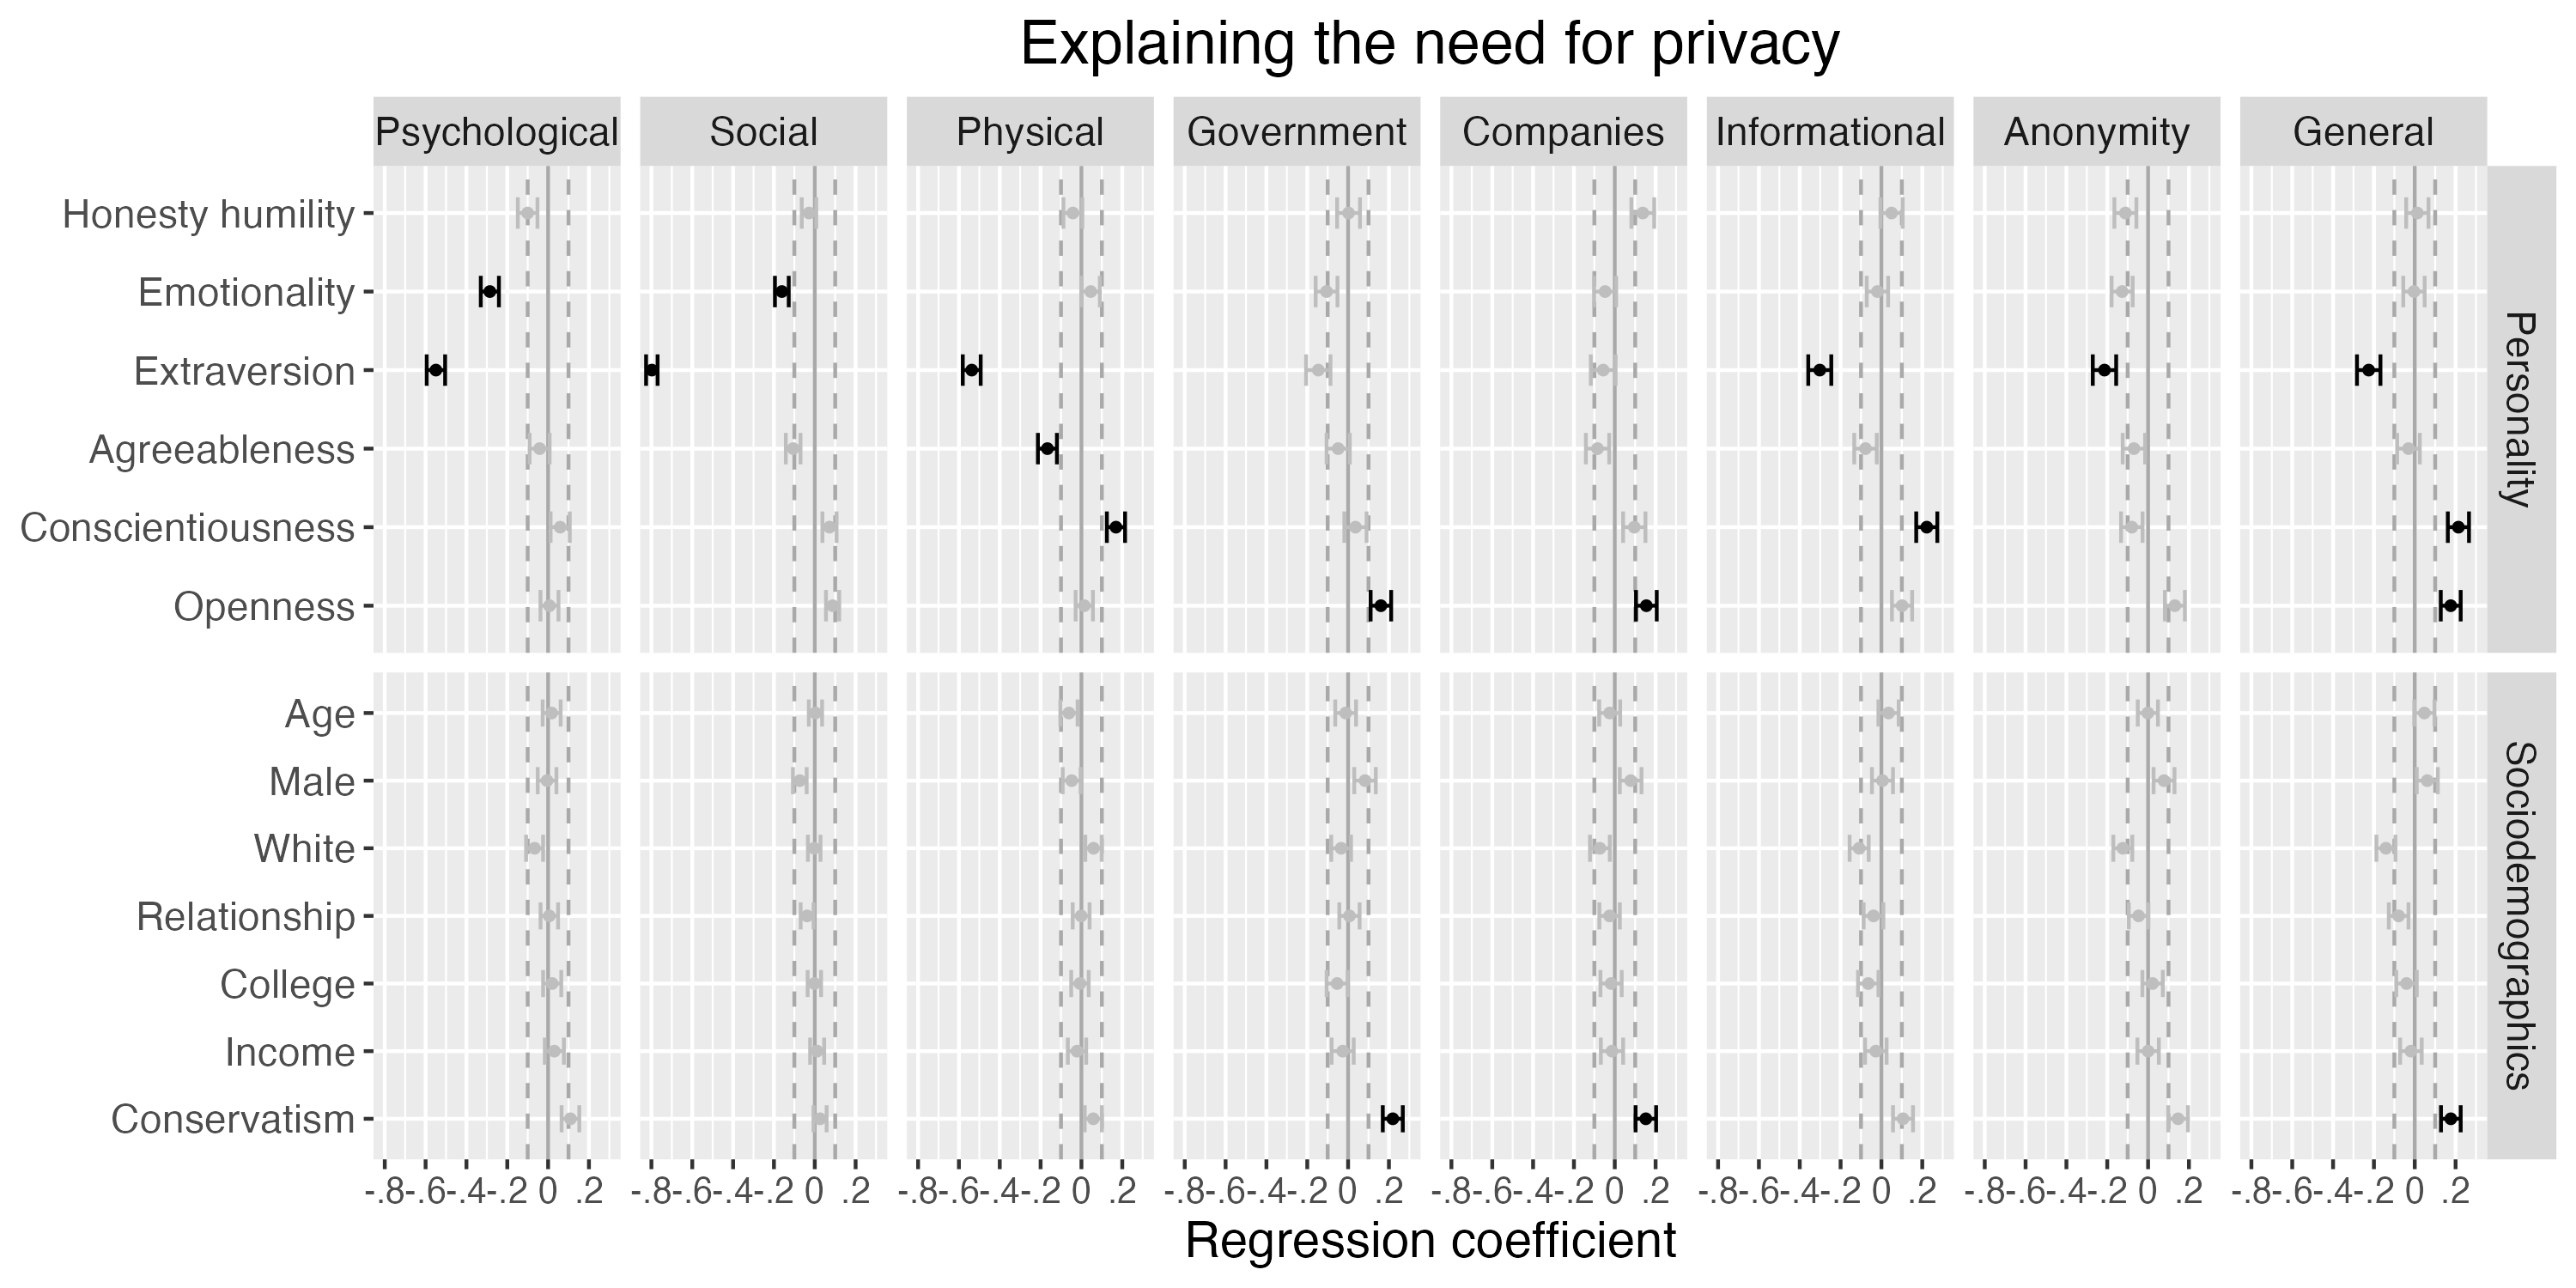 Explaining the need for privacy
Psychological Social Physical Government Companies Informational Anonymity General
Honesty humility
Emotionality
Extraversion
Agreeableness
Conscientiousness
Openness
Personality
Age
Male
White
Relationship
College
Income
Conservatism
Sociodemographics
-.8 -.6 -.4 -.2 0 .2 -.8 -.6 -.4 -.2 0 .2 -.8 -.6 -.4 -.2 0 .2 -.8 -.6 -.4 -.2 0 .2 -.8 -.6 -.4 -.2 0 .2 -.8 -.6 -.4 -.2 0 .2 -.8 -.6 -.4 -.2 0 .2 -.8 -.6 -.4 -.2 0 .2
Regression coefficient